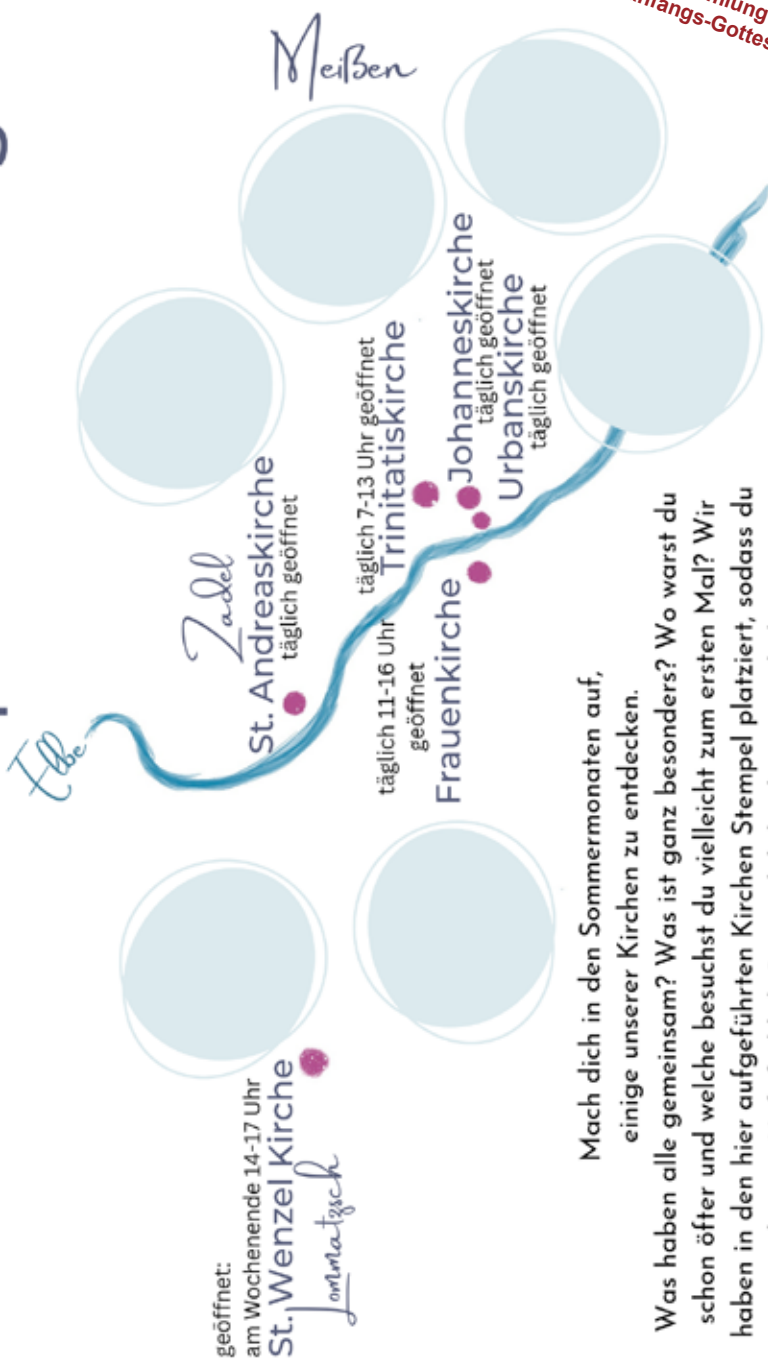 Elbe
Zadel
St. Andreaskirche
täglich geöffnet
Meißen
täglich 7-13 Uhr geöffnet
Trinitatiskirche
Johanneskirche
täglich geöffnet
Urbanskirche
täglich geöffnet
täglich 11-16 Uhr
geöffnet
Frauenkirche
geöffnet:
am Wochenende 14-17 Uhr
St. Wenzel Kirche
Lommatzsch
Mach dich in den Sommermonaten auf,
einige unserer Kirchen zu entdecken.
Was haben alle gemeinsam? Was ist ganz besonders? Wo warst du
schon öfter und welche besuchst du vielleicht zum ersten Mal? Wir
haben in den hier aufgeführten Kirchen Stempel platziert, sodass du